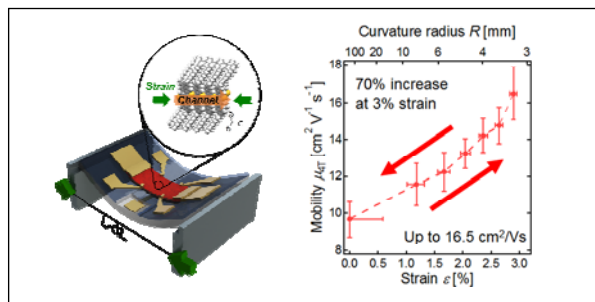 Strain
Channel
c
Curvature radius R [mm]
100 20 10 6 4 3
18
16
14
12
10
8
Mobility μ4T [cm² V⁻¹ s⁻¹]
70% increase
at 3% strain
Up to 16.5 cm²/Vs
0.0 0.5 1.0 1.5 2.0 2.5 3.0
Strain ε [%]